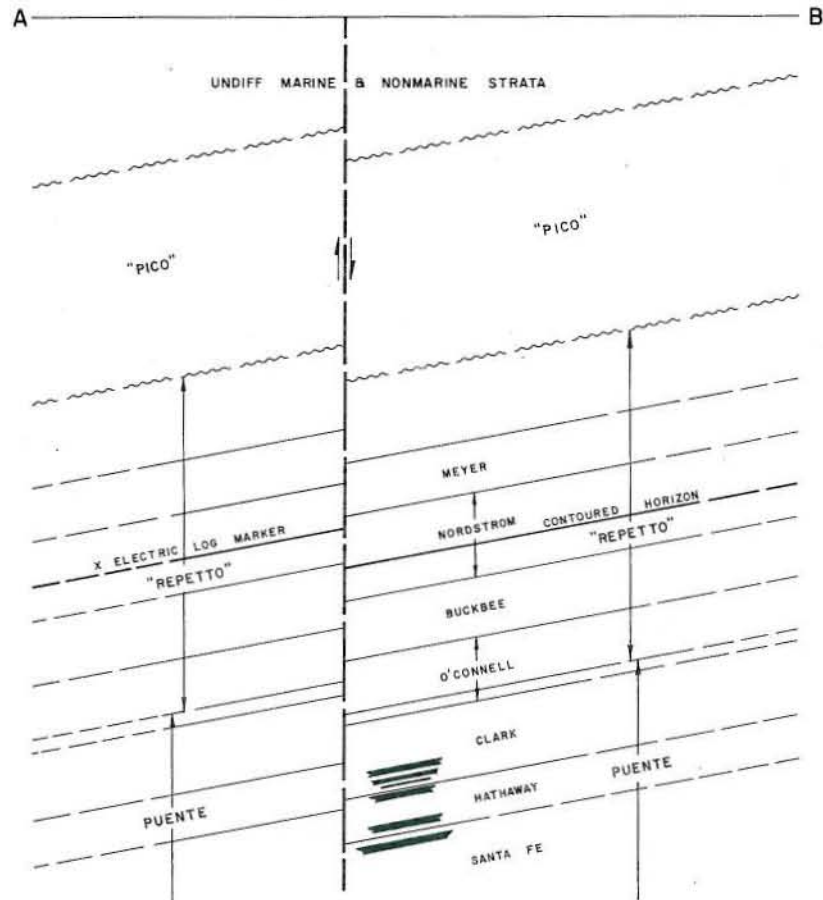 A B
UNDIFF MARINE & NONMARINE STRATA
"PICO"
"PICO"
MEYER
X ELECTRIC LOG MARKER
NORDSTROM CONTOURED HORIZON
"REPETTO"
"REPETTO"
BUCKBEE
O'CONNELL
CLARK
PUENTE
HATHAWAY
PUENTE
SANTA FE